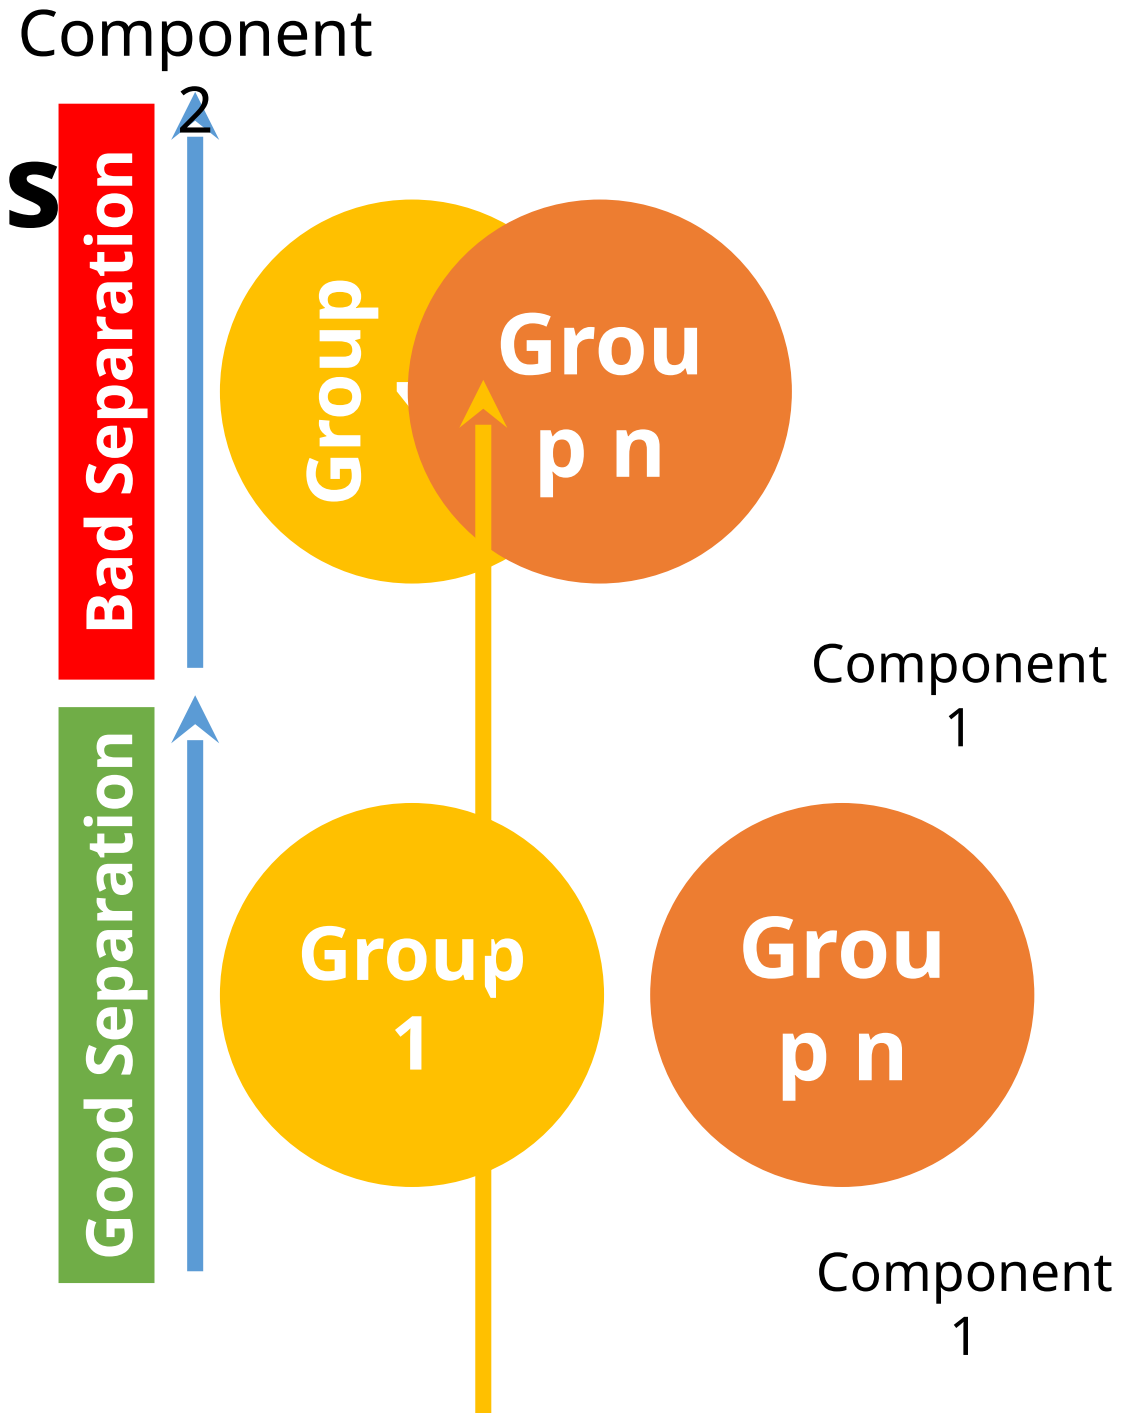 Component
2
s
Bad Separation
Group
Grou
p n
Component
1
Good Separation
Group
1
Grou
p n
Component
1